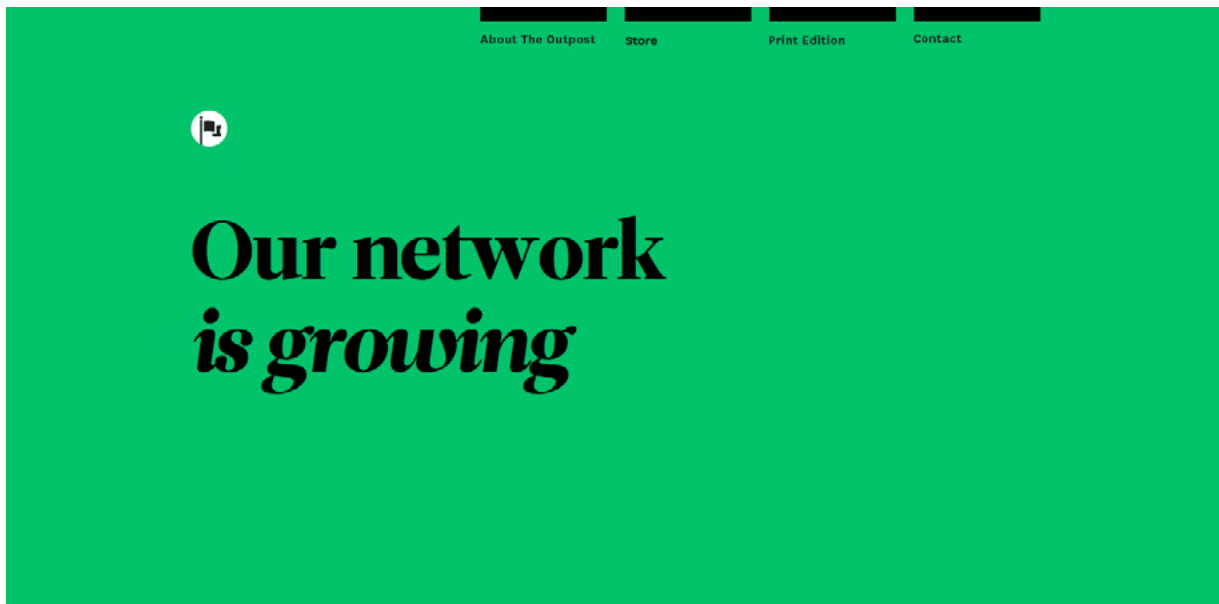 About The Outpost
Store
Print Edition
Contact
Our network
is growing